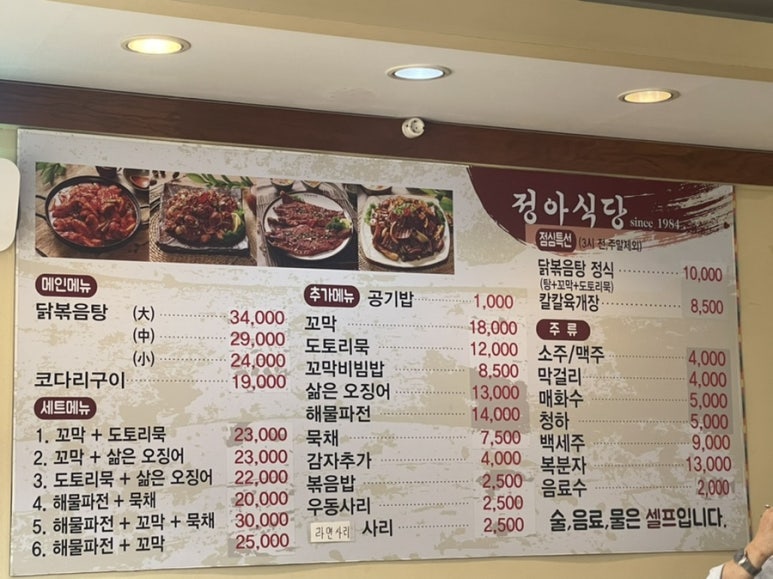 정아식당 since 1984
메인메뉴
닭볶음탕 (大) 34,000
(中) 29,000
(小) 24,000
코다리구이 19,000
세트메뉴
1. 꼬막 + 도토리묵 23,000
2. 꼬막 + 삶은 오징어 23,000
3. 도토리묵 + 삶은 오징어 22,000
4. 해물파전 + 묵채 20,000
5. 해물파전 + 꼬막 + 묵채 30,000
6. 해물파전 + 꼬막 25,000
추가메뉴 공기밥 1,000
꼬막 18,000
도토리묵 12,000
꼬막비빔밥 8,500
삶은 오징어 13,000
해물파전 14,000
묵채 7,500
감자추가 4,000
볶음밥 2,500
우동사리 2,500
라면사리 사리 2,500
점심특선 (3시 전 주말제외)
닭볶음탕 정식 10,000
(탕+꼬막+도토리묵)
칼칼육개장 8,500
주 류
소주/맥주 4,000
막걸리 4,000
매화수 5,000
청하 5,000
백세주 9,000
복분자 13,000
음료수 2,000
술,음료,물은 셀프입니다.